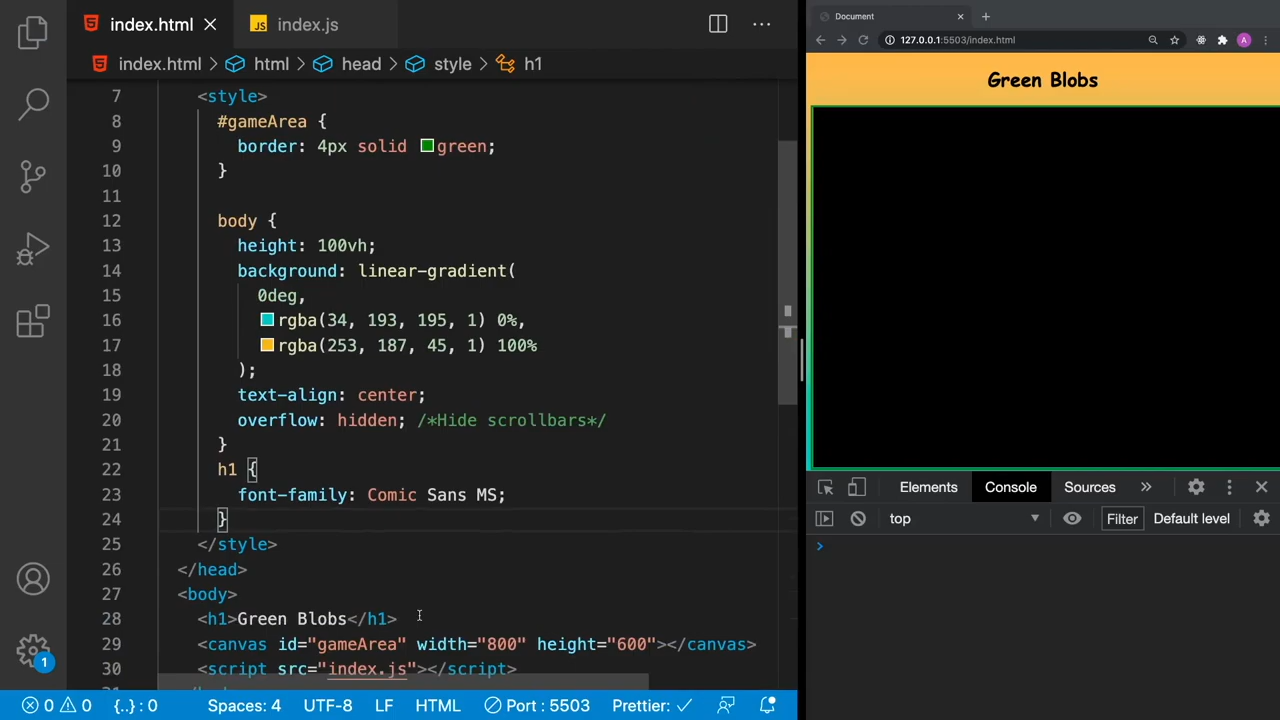 index.html
JS index.js
index.html > html > head > style > h1
7 <style>
8 #gameArea {
9 border: 4px solid green;
10 }
11
12 body {
13 height: 100vh;
14 background: linear-gradient(
15 0deg,
16 rgba(34, 193, 195, 1) 0%,
17 rgba(253, 187, 45, 1) 100%
18 );
19 text-align: center;
20 overflow: hidden; /*Hide scrollbars*/
21 }
22 h1 {
23 font-family: Comic Sans MS;
24 }
25 </style>
26 </head>
27 <body>
28 <h1>Green Blobs</h1>
29 <canvas id="gameArea" width="800" height="600"></canvas>
30 <script src="index.js"></script>
1
0 0 {..} : 0 Spaces: 4 UTF-8 LF HTML Port : 5503 Prettier: ✓
Document
127.0.0.1:5503/index.html
A
Green Blobs
Elements Console Sources »
top Filter Default level